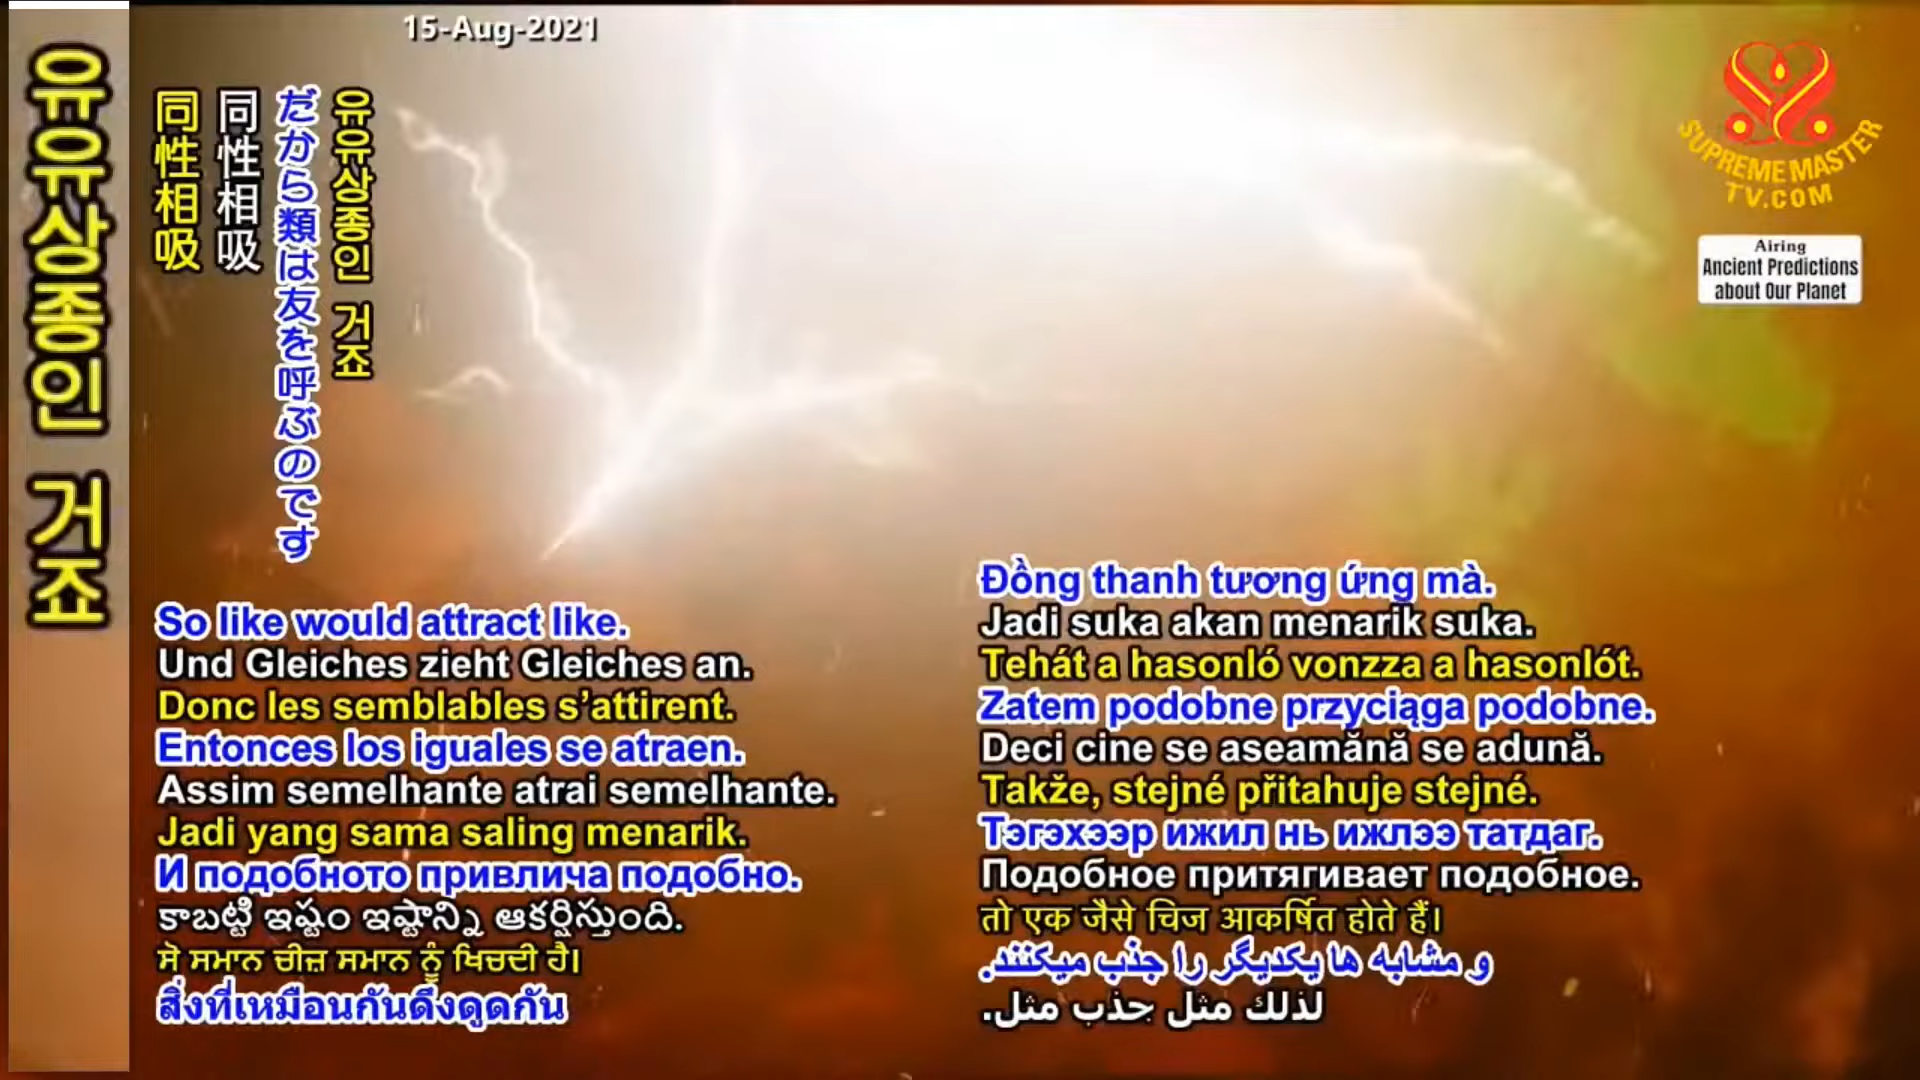 15-Aug-2021
유유상종인 거죠
同性相吸
同性相吸
だから類は友を呼ぶのです
유유상종인 거죠
SUPREME MASTER
TV.COM
Airing
Ancient Predictions
about Our Planet
So like would attract like.
Und Gleiches zieht Gleiches an.
Donc les semblables s’attirent.
Entonces los iguales se atraen.
Assim semelhante atrai semelhante.
Jadi yang sama saling menarik.
И подобното привлича подобно.
కాబట్టి ఇష్టం ఇష్టాన్ని ఆకర్షిస్తుంది.
ਸੋ ਸਮਾਨ ਚੀਜ਼ ਸਮਾਨ ਨੂੰ ਖਿਚਦੀ ਹੈ।
สิ่งที่เหมือนกันดึงดูดกัน
Đồng thanh tương ứng mà.
Jadi suka akan menarik suka.
Tehát a hasonló vonzza a hasonlót.
Zatem podobne przyciąga podobne.
Deci cine se aseamănă se adună.
Takže, stejné přitahuje stejné.
Тэгэхээр ижил нь ижлээ татдаг.
Подобное притягивает подобное.
तो एक जैसे चिज आकर्षित होते हैं।
و مشابه ها یکدیگر را جذب میکنند.
لذلك مثل جذب مثل.